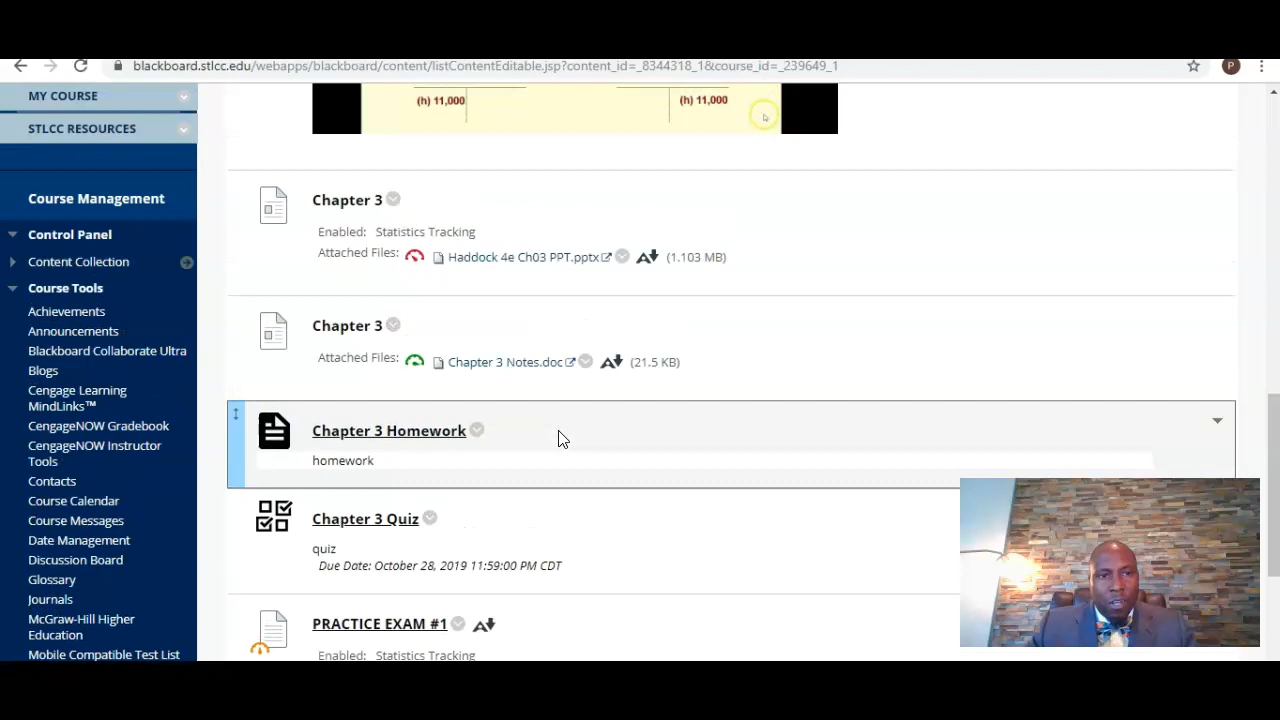 blackboard.stlcc.edu/webapps/blackboard/content/listContentEditable.jsp?content_id=_8344318_1&course_id=_239649_1
P
MY COURSE
STLCC RESOURCES
Course Management
Control Panel
Content Collection
Course Tools
Achievements
Announcements
Blackboard Collaborate Ultra
Blogs
Cengage Learning
MindLinks™
CengageNOW Gradebook
CengageNOW Instructor
Tools
Contacts
Course Calendar
Course Messages
Date Management
Discussion Board
Glossary
Journals
McGraw-Hill Higher
Education
Mobile Compatible Test List
(h) 11,000 (h) 11,000
Chapter 3
Enabled: Statistics Tracking
Attached Files: Haddock 4e Ch03 PPT.pptx (1.103 MB)
Chapter 3
Attached Files: Chapter 3 Notes.doc (21.5 KB)
Chapter 3 Homework
homework
Chapter 3 Quiz
quiz
Due Date: October 28, 2019 11:59:00 PM CDT
PRACTICE EXAM #1
Enabled: Statistics Tracking